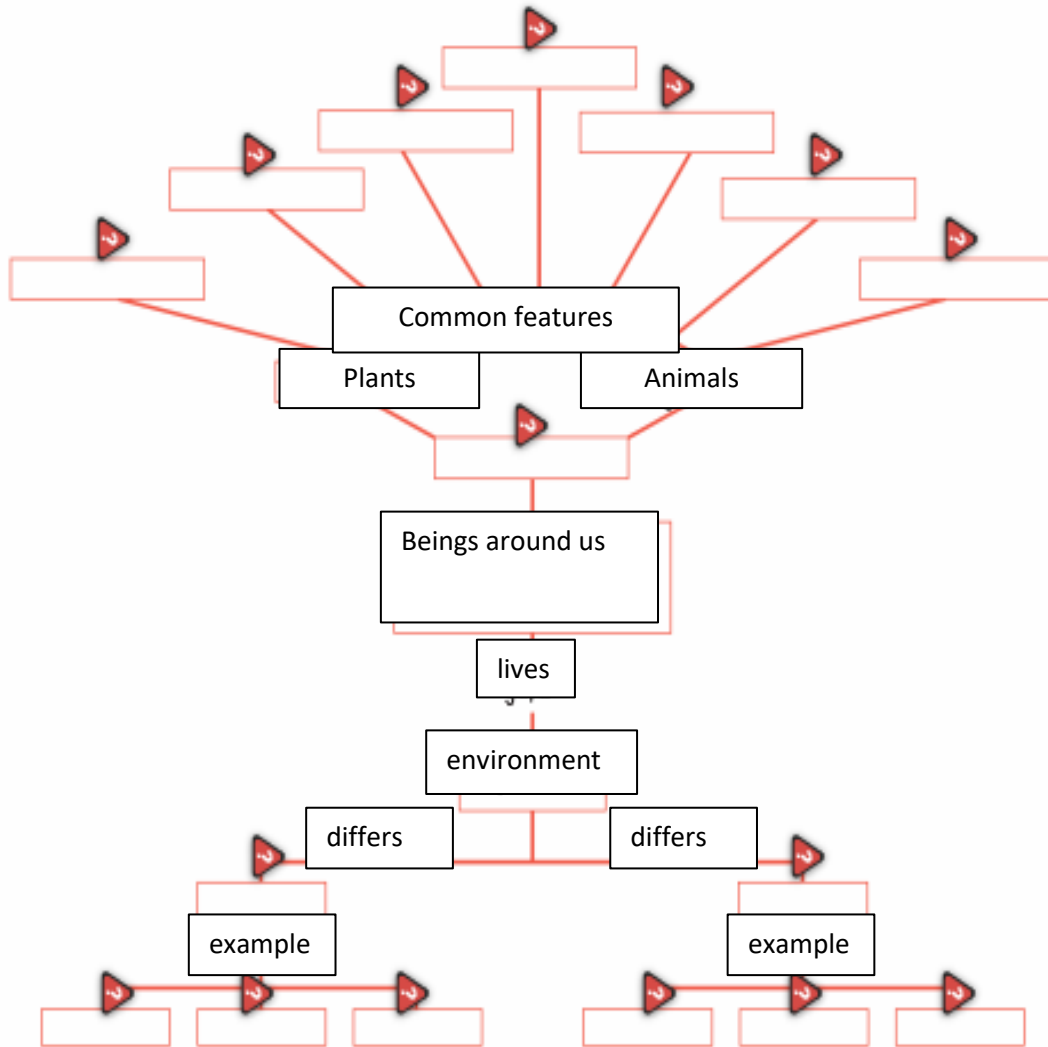 Common features
Plants
Animals
Beings around us
lives
environment
differs
differs
example
example